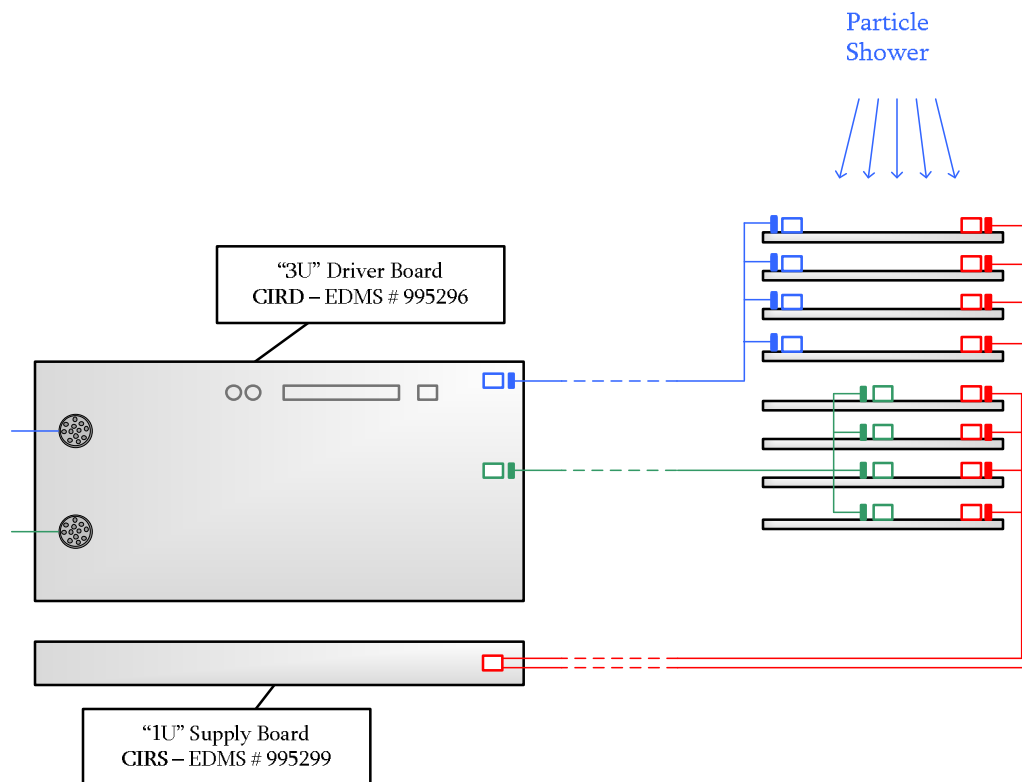 Particle
Shower
“3U” Driver Board
CIRD – EDMS # 995296
“1U” Supply Board
CIRS – EDMS # 995299